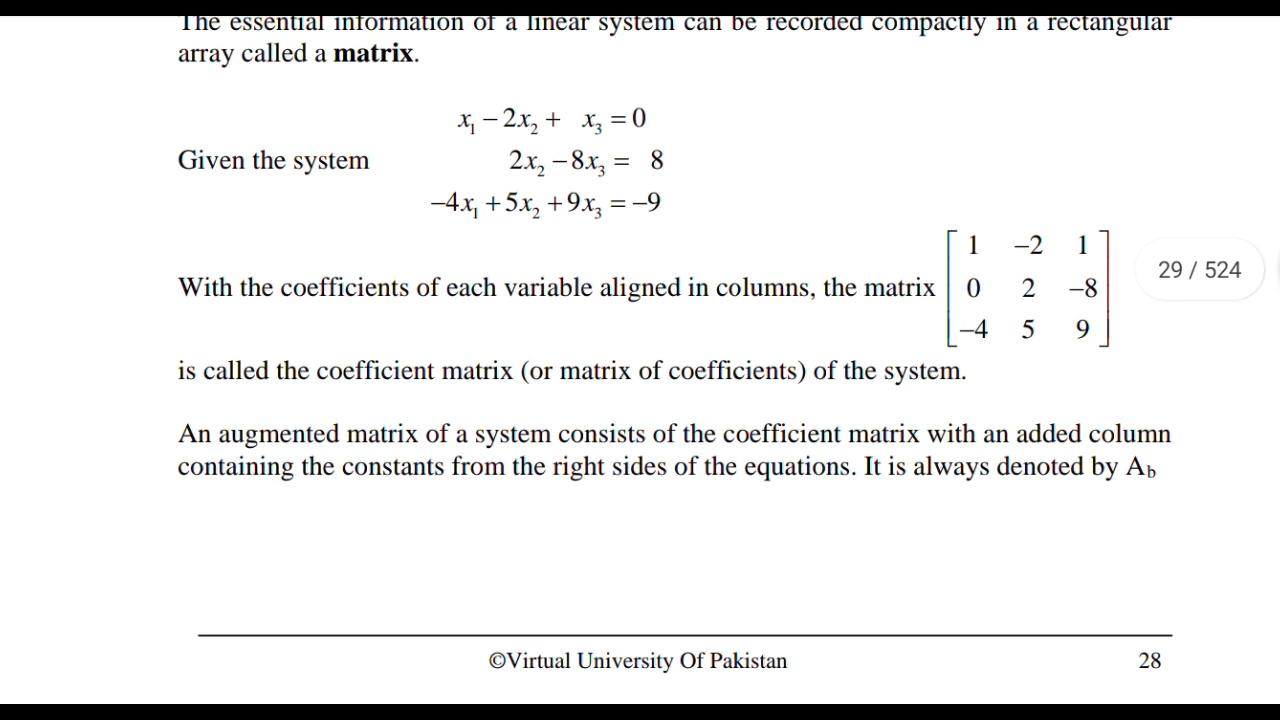 The essential information of a linear system can be recorded compactly in a rectangular
array called a matrix.
x₁ − 2x₂ + x₃ = 0
Given the system 2x₂ − 8x₃ = 8
−4x₁ + 5x₂ + 9x₃ = −9
1 −2 1
With the coefficients of each variable aligned in columns, the matrix 0 2 −8
−4 5 9
29 / 524
is called the coefficient matrix (or matrix of coefficients) of the system.
An augmented matrix of a system consists of the coefficient matrix with an added column
containing the constants from the right sides of the equations. It is always denoted by A_b
©Virtual University Of Pakistan 28